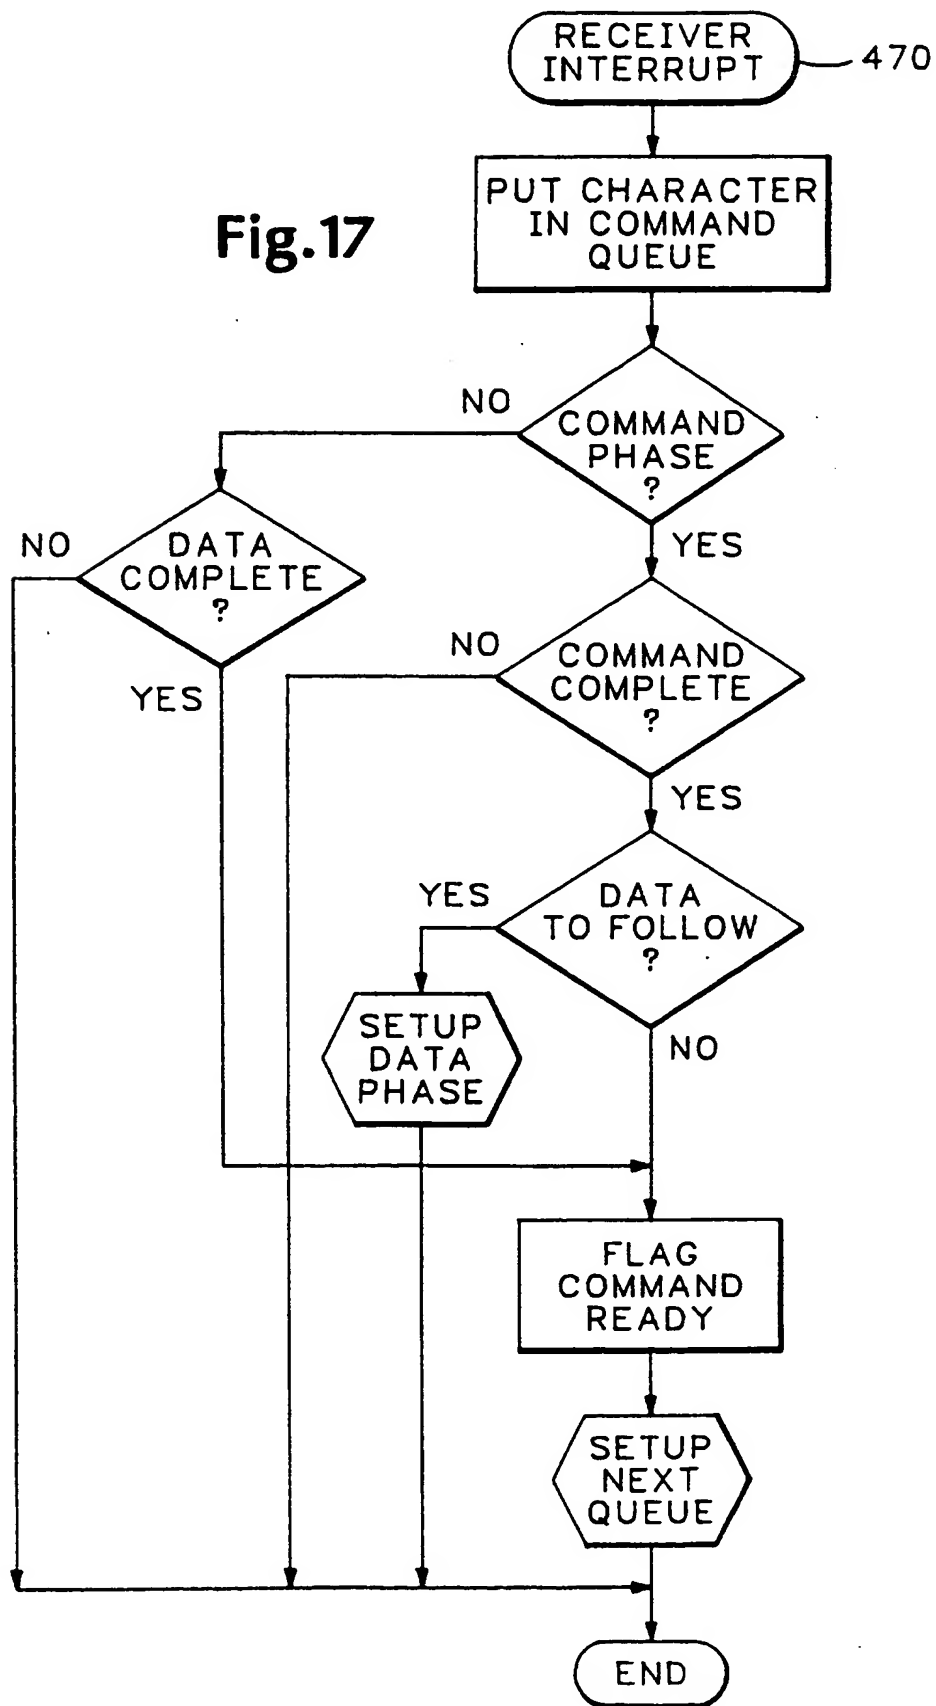 RECEIVER
INTERRUPT
470
PUT CHARACTER
IN COMMAND
QUEUE
Fig.17
NO
COMMAND
PHASE
?
YES
NO
DATA
COMPLETE
?
YES
NO
COMMAND
COMPLETE
?
YES
YES
DATA
TO FOLLOW
?
NO
SETUP
DATA
PHASE
FLAG
COMMAND
READY
SETUP
NEXT
QUEUE
END